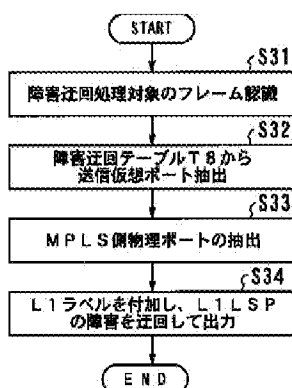 START
S31
障害迂回処理対象のフレーム認識
S32
障害迂回テーブルT8から
送信仮想ポート抽出
S33
MPLS側物理ポートの抽出
S34
L1ラベルを付加し、L1LSP
の障害を迂回して出力
END